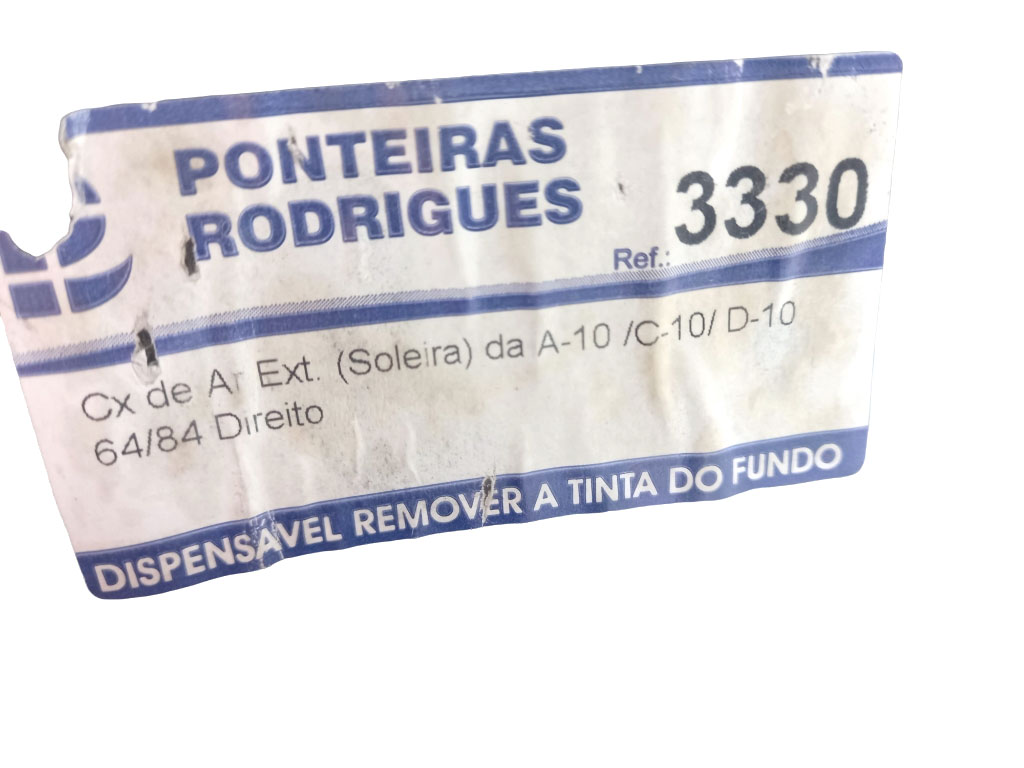 PONTEIRAS
RODRIGUES
Ref.: 3330
Cx de Ar Ext. (Soleira) da A-10 /C-10/ D-10
64/84 Direito
DISPENSAVEL REMOVER A TINTA DO FUNDO